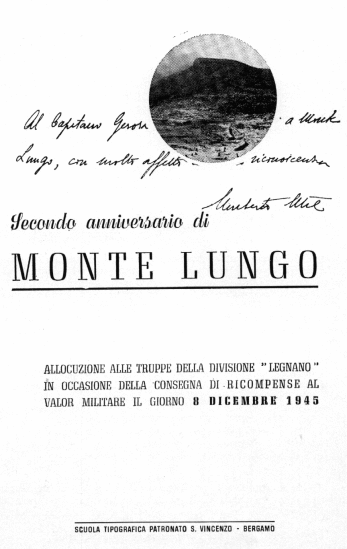 Al Capitano Gerosa a Monte
Lungo, con molto affetto e riconoscenza
Umberto Utili
Secondo anniversario di
MONTE LUNGO
ALLOCUZIONE ALLE TRUPPE DELLA DIVISIONE "LEGNANO"
IN OCCASIONE DELLA CONSEGNA DI RICOMPENSE AL
VALOR MILITARE IL GIORNO 8 DICEMBRE 1945
SCUOLA TIPOGRAFICA PATRONATO S. VINCENZO - BERGAMO